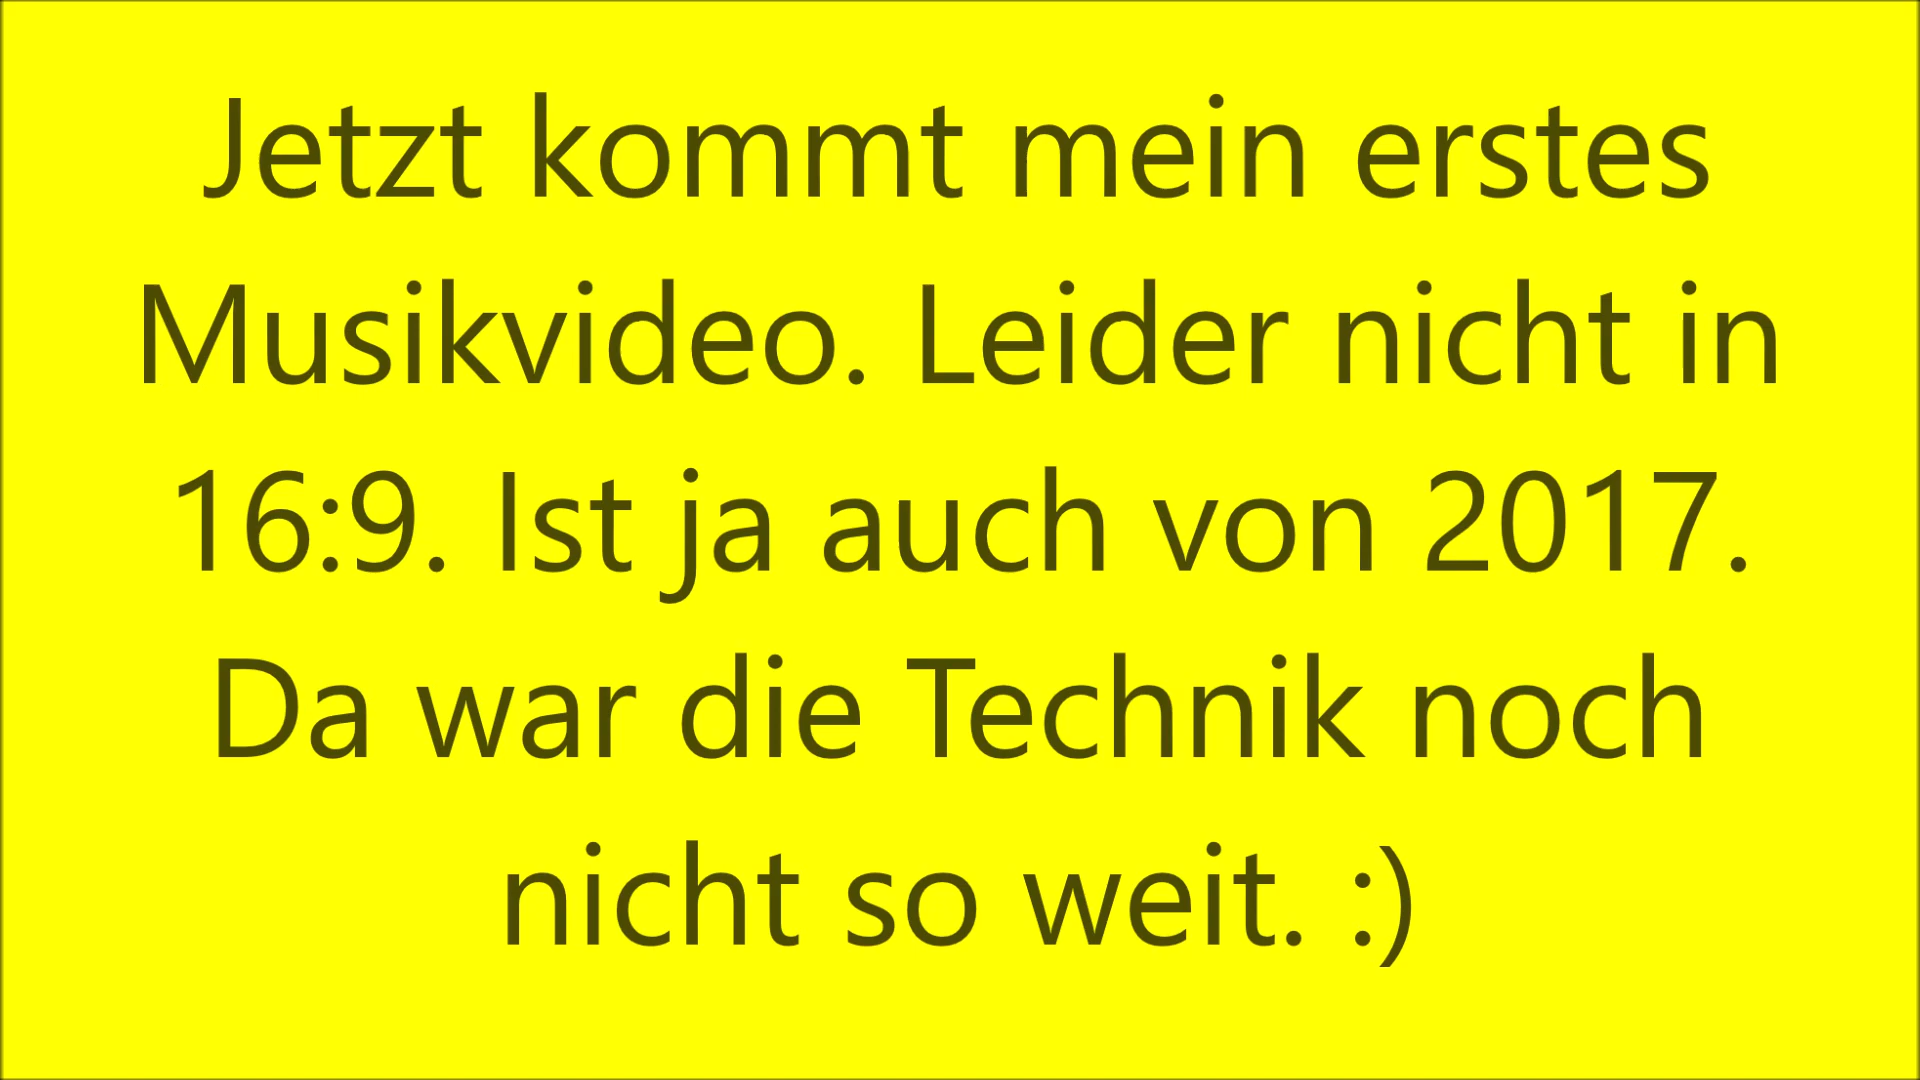 Jetzt kommt mein erstes
Musikvideo. Leider nicht in
16:9. Ist ja auch von 2017.
Da war die Technik noch
nicht so weit. :)